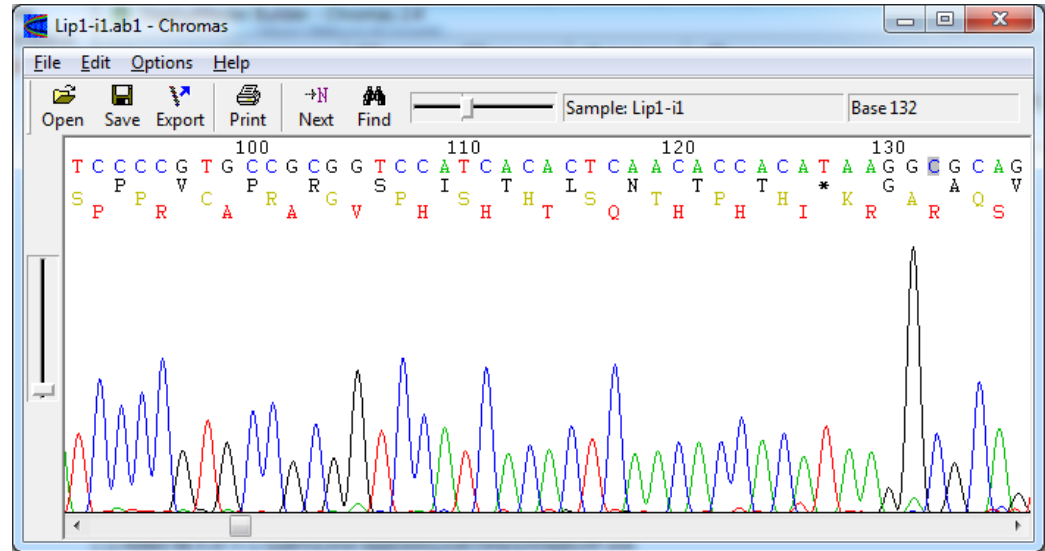 Lip1-i1.ab1 - Chromas
File Edit Options Help
→N
Open Save Export Print Next Find Sample: Lip1-i1 Base 132
100 110 120 130
T C C C C G T G C C G C G G T C C A T C A C A C T C A A C A C C A C A T A A G G C G C A G
P V P R S I T L N T T * G A V
S P C R G P S H S T P H K A Q
P R A A V H H T Q H H I R R S